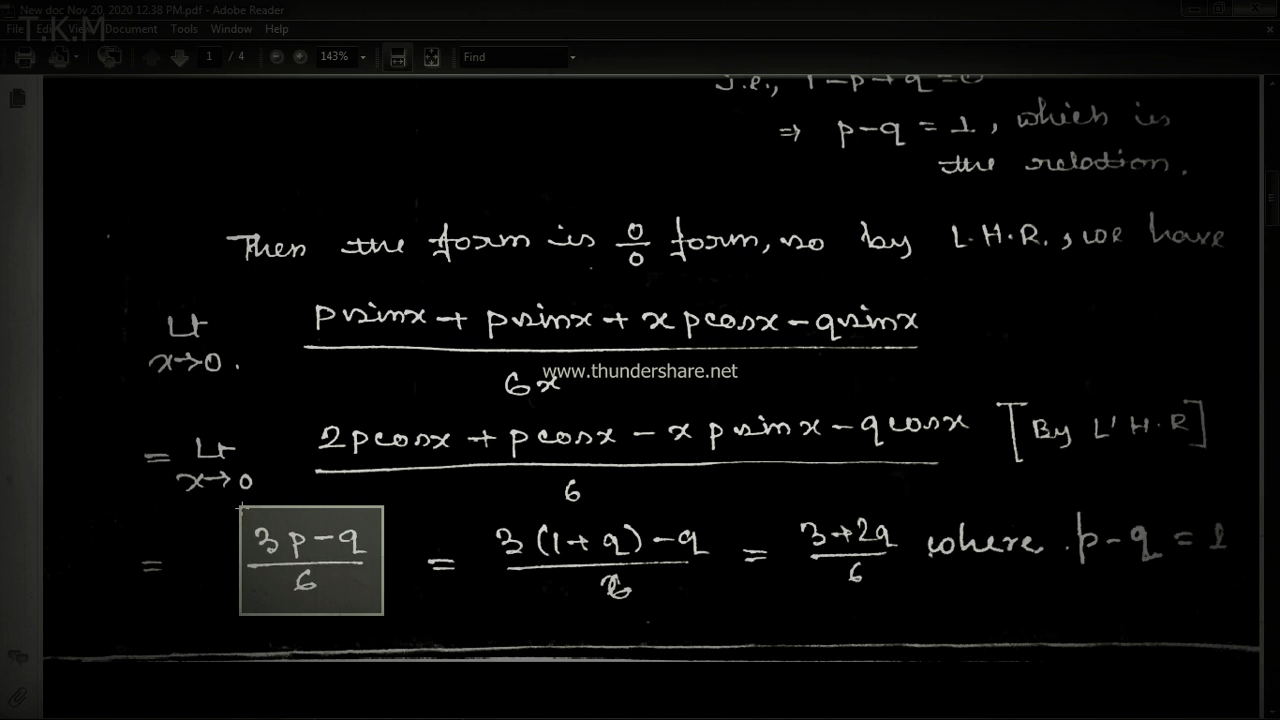 New doc Nov 20, 2020 12.38 PM.pdf - Adobe Reader
T.K.M
File Edit View Document Tools Window Help
1 / 4 143% Find
i.e., 1-p+q=0
⇒ p-q = 1, which is
the relation.
Then the form is 0/0 form, so by L.H.R., we have
Lt x→0. (p sinx + p sinx + x p cosx - q sinx)/6x
www.thundershare.net
= Lt x→0 (2p cosx + p cosx - x p sinx - q cosx)/6 [By L'H.R]
= (3p-q)/6 = (3(1+q)-q)/6 = (3+2q)/6 where p-q = 1